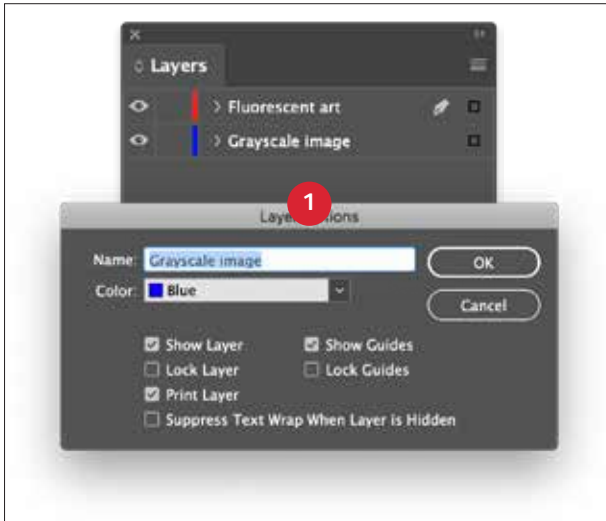 Layers
Fluorescent art
Grayscale image
1
Name: Grayscale image OK
Color: Blue Cancel
Show Layer Show Guides
Lock Layer Lock Guides
Print Layer
Suppress Text Wrap When Layer is Hidden